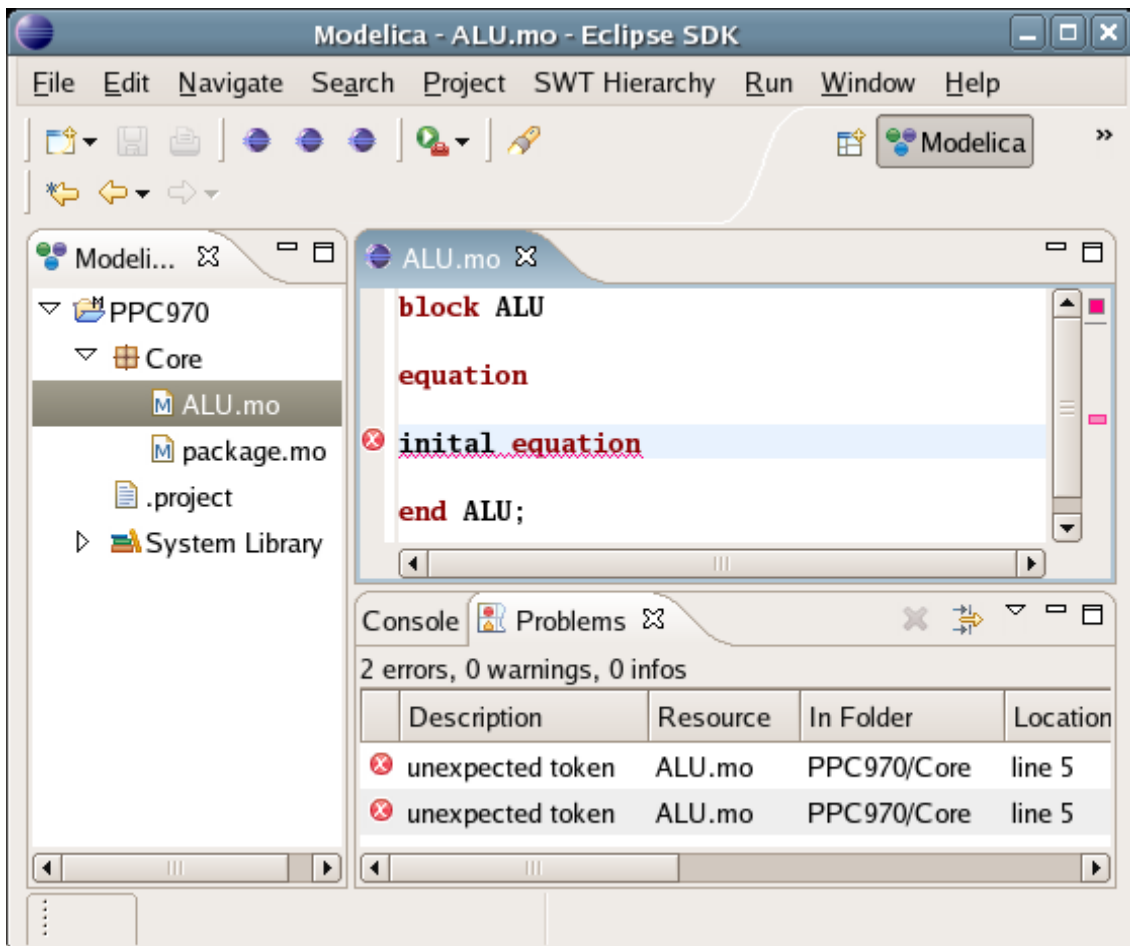 Modelica - ALU.mo - Eclipse SDK
File Edit Navigate Search Project SWT Hierarchy Run Window Help
Modelica »
Modeli...
PPC970
Core
ALU.mo
package.mo
.project
System Library
ALU.mo
block ALU
equation
inital equation
end ALU;
Console Problems
2 errors, 0 warnings, 0 infos
Description Resource In Folder Location
unexpected token ALU.mo PPC970/Core line 5
unexpected token ALU.mo PPC970/Core line 5